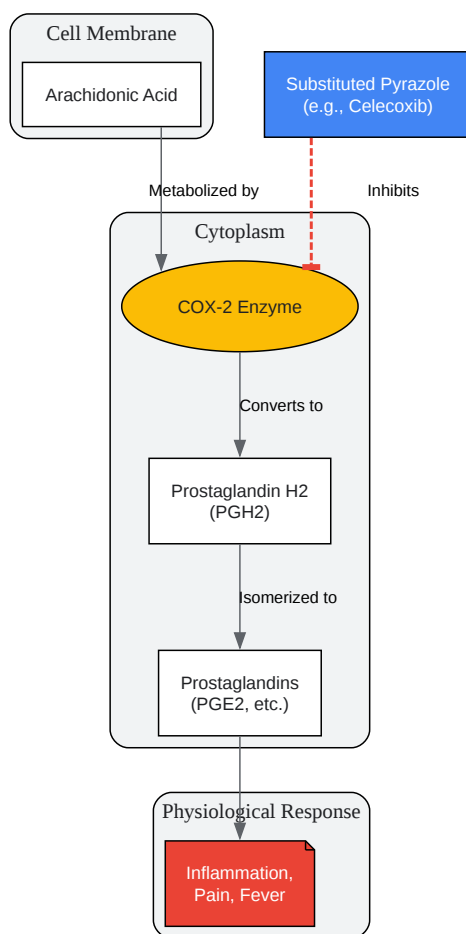 Cell Membrane
Arachidonic Acid
Substituted Pyrazole
(e.g., Celecoxib)
Metabolized by
Inhibits
Cytoplasm
COX-2 Enzyme
Converts to
Prostaglandin H2
(PGH2)
Isomerized to
Prostaglandins
(PGE2, etc.)
Physiological Response
Inflammation,
Pain, Fever